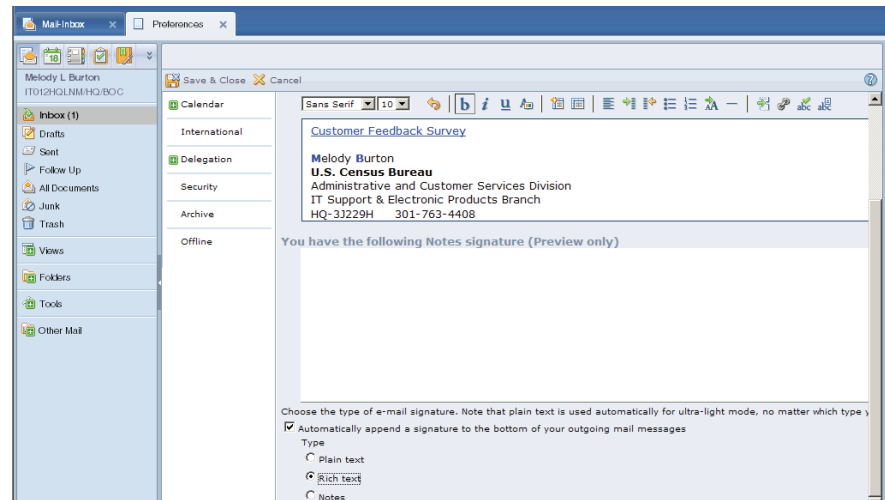 Mail-Inbox
Preferences
18
Melody L Burton
IT012HQLNM/HQ/BOC
Save & Close
Cancel
Inbox (1)
Drafts
Sent
Follow Up
All Documents
Junk
Trash
Views
Folders
Tools
Other Mail
Calendar
International
Delegation
Security
Archive
Offline
Sans Serif 10 b i u
Customer Feedback Survey
Melody Burton
U.S. Census Bureau
Administrative and Customer Services Division
IT Support & Electronic Products Branch
HQ-3J229H 301-763-4408
You have the following Notes signature (Preview only)
Choose the type of e-mail signature. Note that plain text is used automatically for ultra-light mode, no matter which type y
Automatically append a signature to the bottom of your outgoing mail messages
Type
Plain text
Rich text
Notes